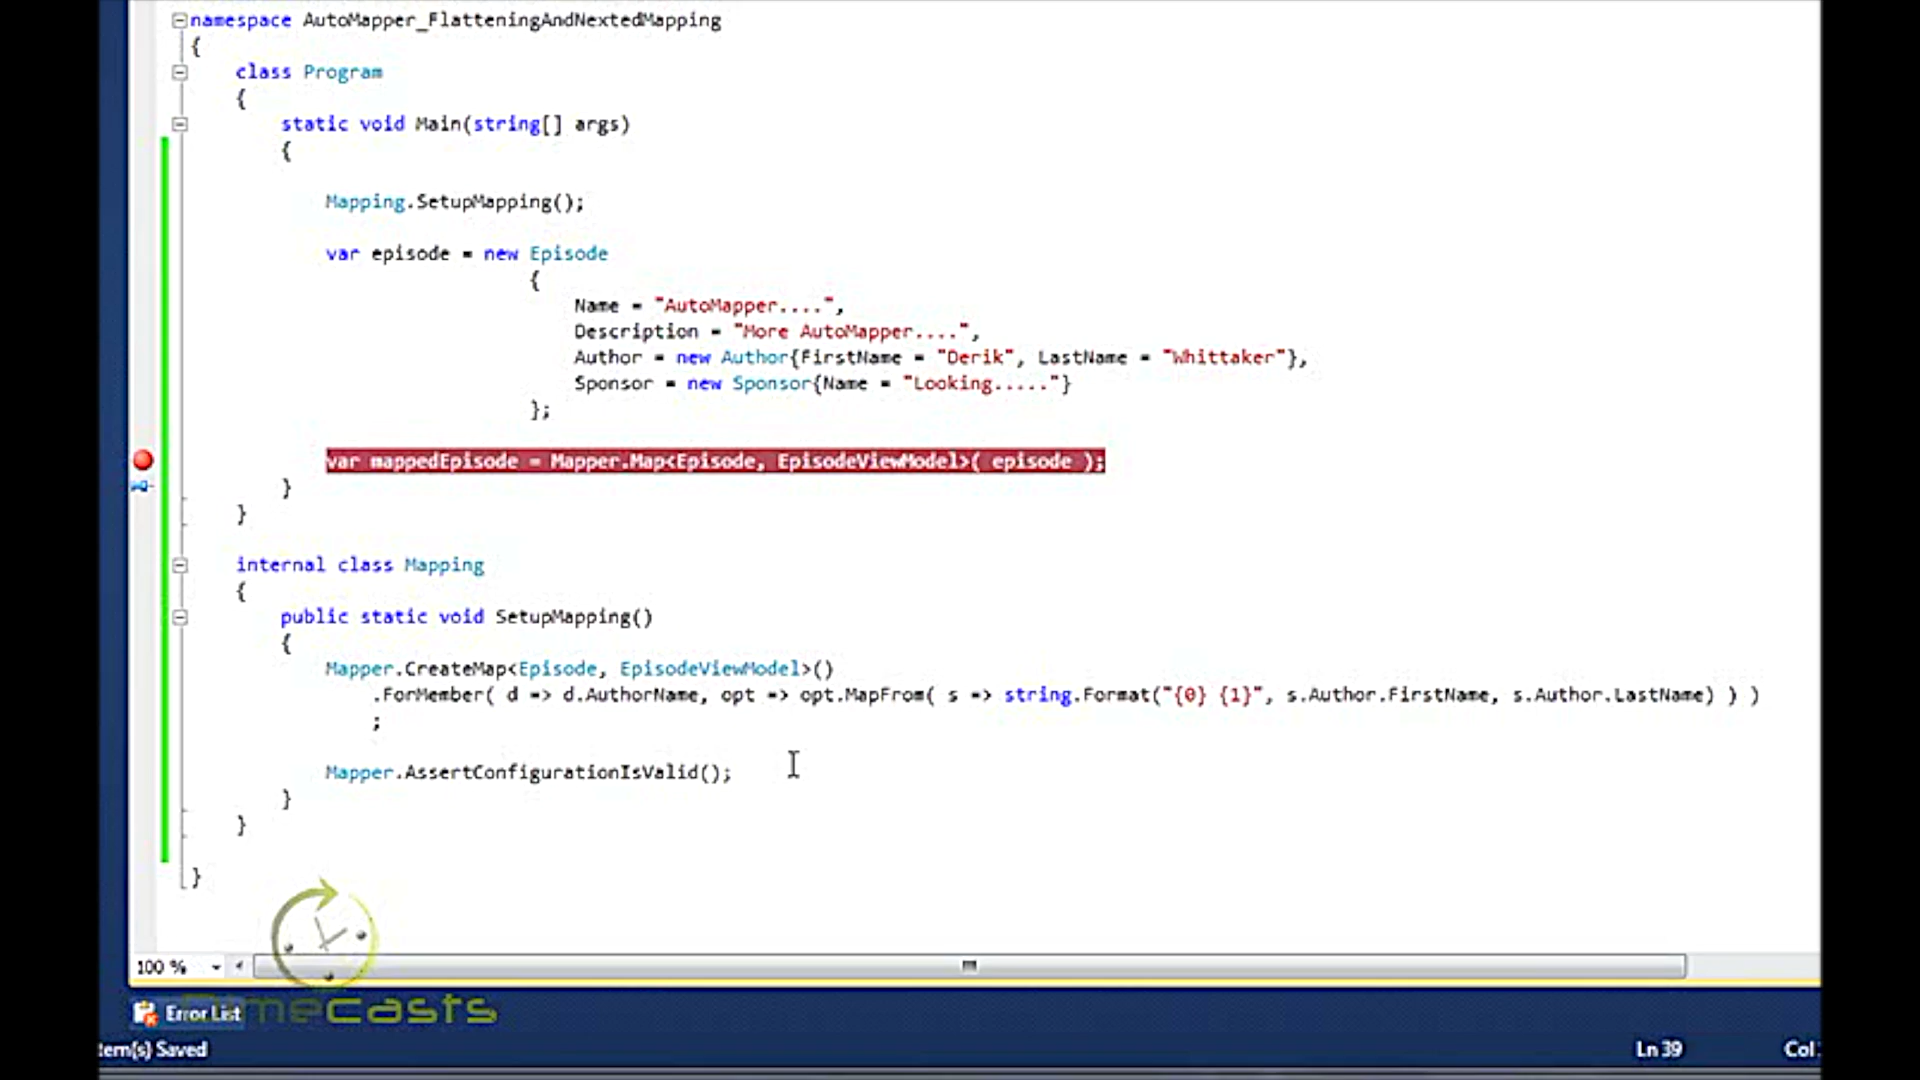 namespace AutoMapper_FlatteningAndNextedMapping
{
class Program
{
static void Main(string[] args)
{
Mapping.SetupMapping();
var episode = new Episode
{
Name = "AutoMapper....",
Description = "More AutoMapper....",
Author = new Author{FirstName = "Derik", LastName = "Whittaker"},
Sponsor = new Sponsor{Name = "Looking....."}
};
var mappedEpisode = Mapper.Map<Episode, EpisodeViewModel>( episode );
}
}
internal class Mapping
{
public static void SetupMapping()
{
Mapper.CreateMap<Episode, EpisodeViewModel>()
.ForMember( d => d.AuthorName, opt => opt.MapFrom( s => string.Format("{0} {1}", s.Author.FirstName, s.Author.LastName) ) )
;
Mapper.AssertConfigurationIsValid();
}
}
}
100 %
Error List
mecasts
tem(s) Saved
Ln 39
Col